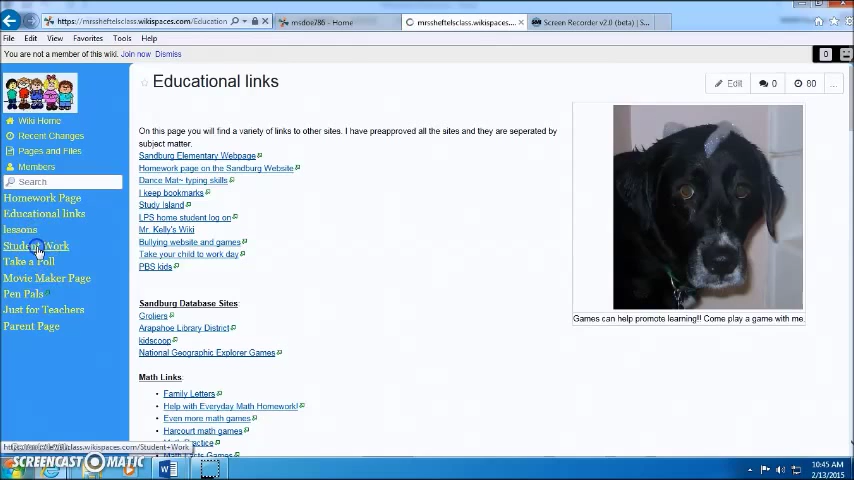 https://mrssheftelsclass.wikispaces.com/Education
msdoe786 - Home
mrssheftelsclass.wikispaces....
Screen Recorder v2.0 (beta) | S...
File Edit View Favorites Tools Help
You are not a member of this wiki. Join now Dismiss
0
Educational links
Edit
0
80
...
Wiki Home
Recent Changes
Pages and Files
Members
Search
Homework Page
Educational links
lessons
Student Work
Take a Poll
Movie Maker Page
Pen Pals
Just for Teachers
Parent Page
On this page you will find a variety of links to other sites. I have preapproved all the sites and they are seperated by
subject matter.
Sandburg Elementary Webpage
Homework page on the Sandburg Website
Dance Mat~ typing skills
I keep bookmarks
Study Island
LPS home student log on
Mr. Kelly's Wiki
Bullying website and games
Take your child to work day
PBS kids
Sandburg Database Sites:
Groliers
Arapahoe Library District
kidscoop
National Geographic Explorer Games
Math Links:
Family Letters
Help with Everyday Math Homework!
Even more math games
Harcourt math games
Games can help promote learning!! Come play a game with me.
SCREENCAST MATIC
10:45 AM
2/13/2015